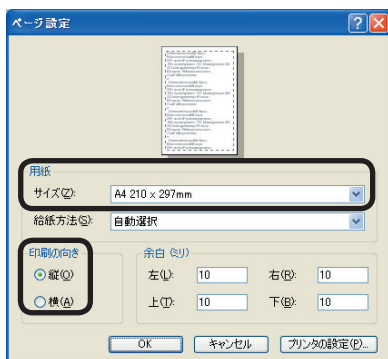 ページ設定
用紙
サイズ(Z): A4 210 x 297mm
給紙方法(S): 自動選択
印刷の向き
縦(O)
横(A)
余白 (ミリ)
左(L): 10 右(R): 10
上(T): 10 下(B): 10
OK キャンセル プリンタの設定(P)...